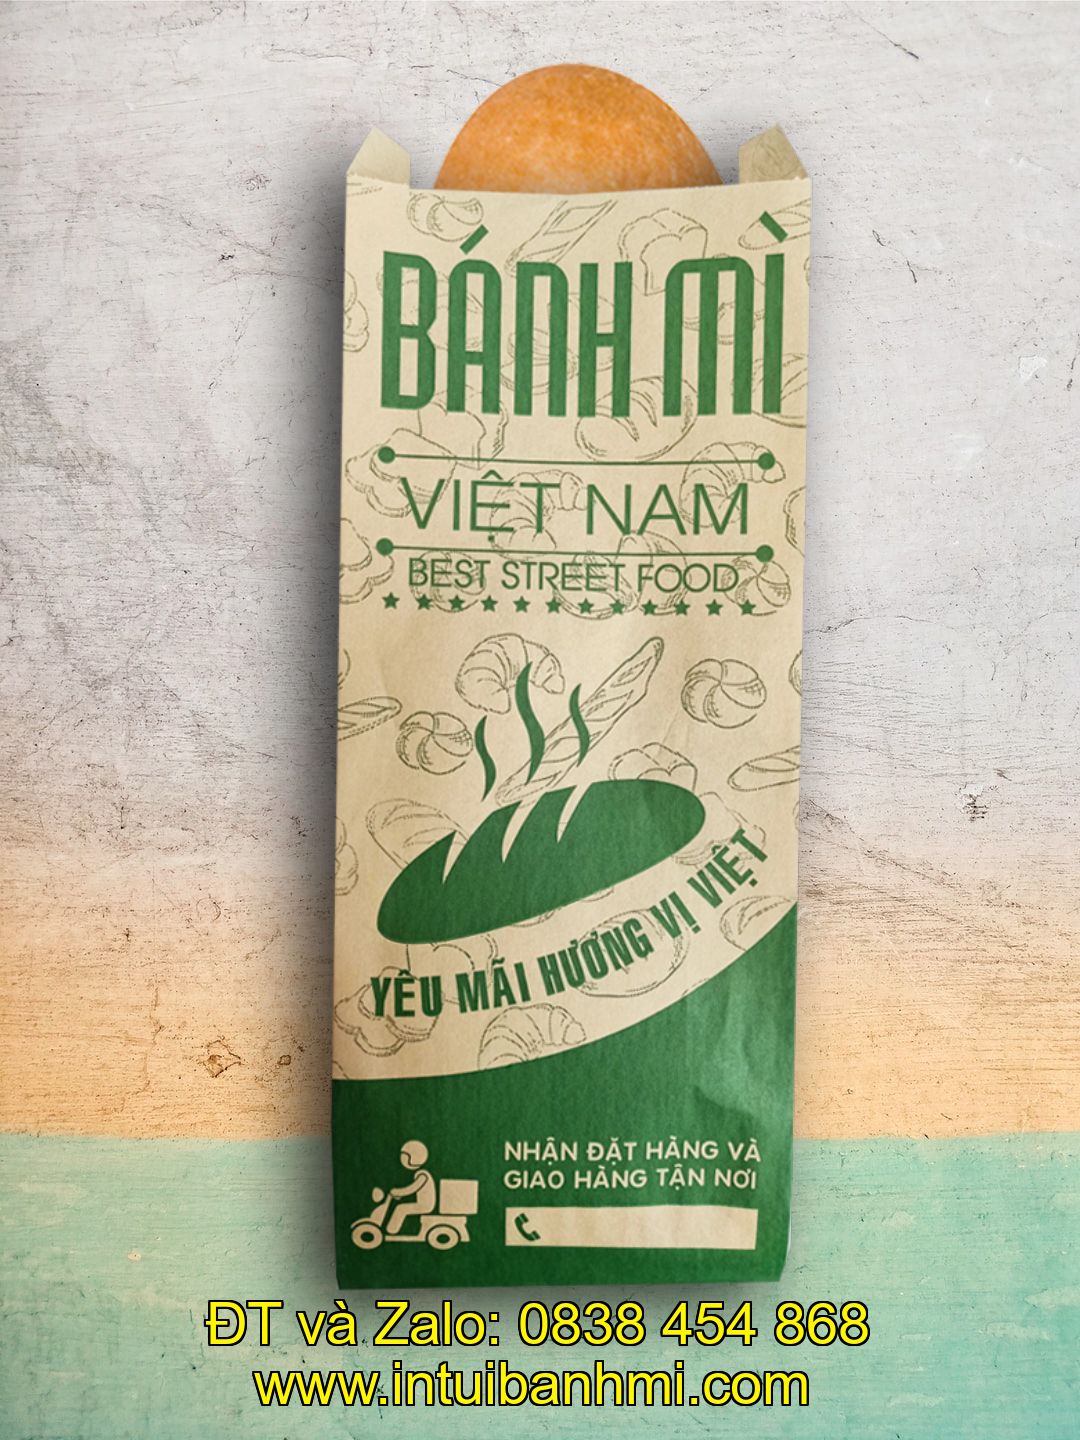 BÁNH MÌ
VIỆT NAM
BEST STREET FOOD
YÊU MÃI HƯƠNG VỊ VIỆT
NHẬN ĐẶT HÀNG VÀ
GIAO HÀNG TẬN NƠI
ĐT và Zalo: 0838 454 868
www.intuibanhmi.com